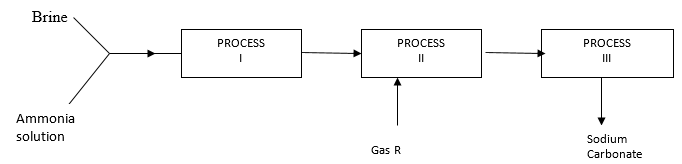 Brine
PROCESS
I
PROCESS
II
PROCESS
III
Ammonia
solution
Gas R
Sodium
Carbonate